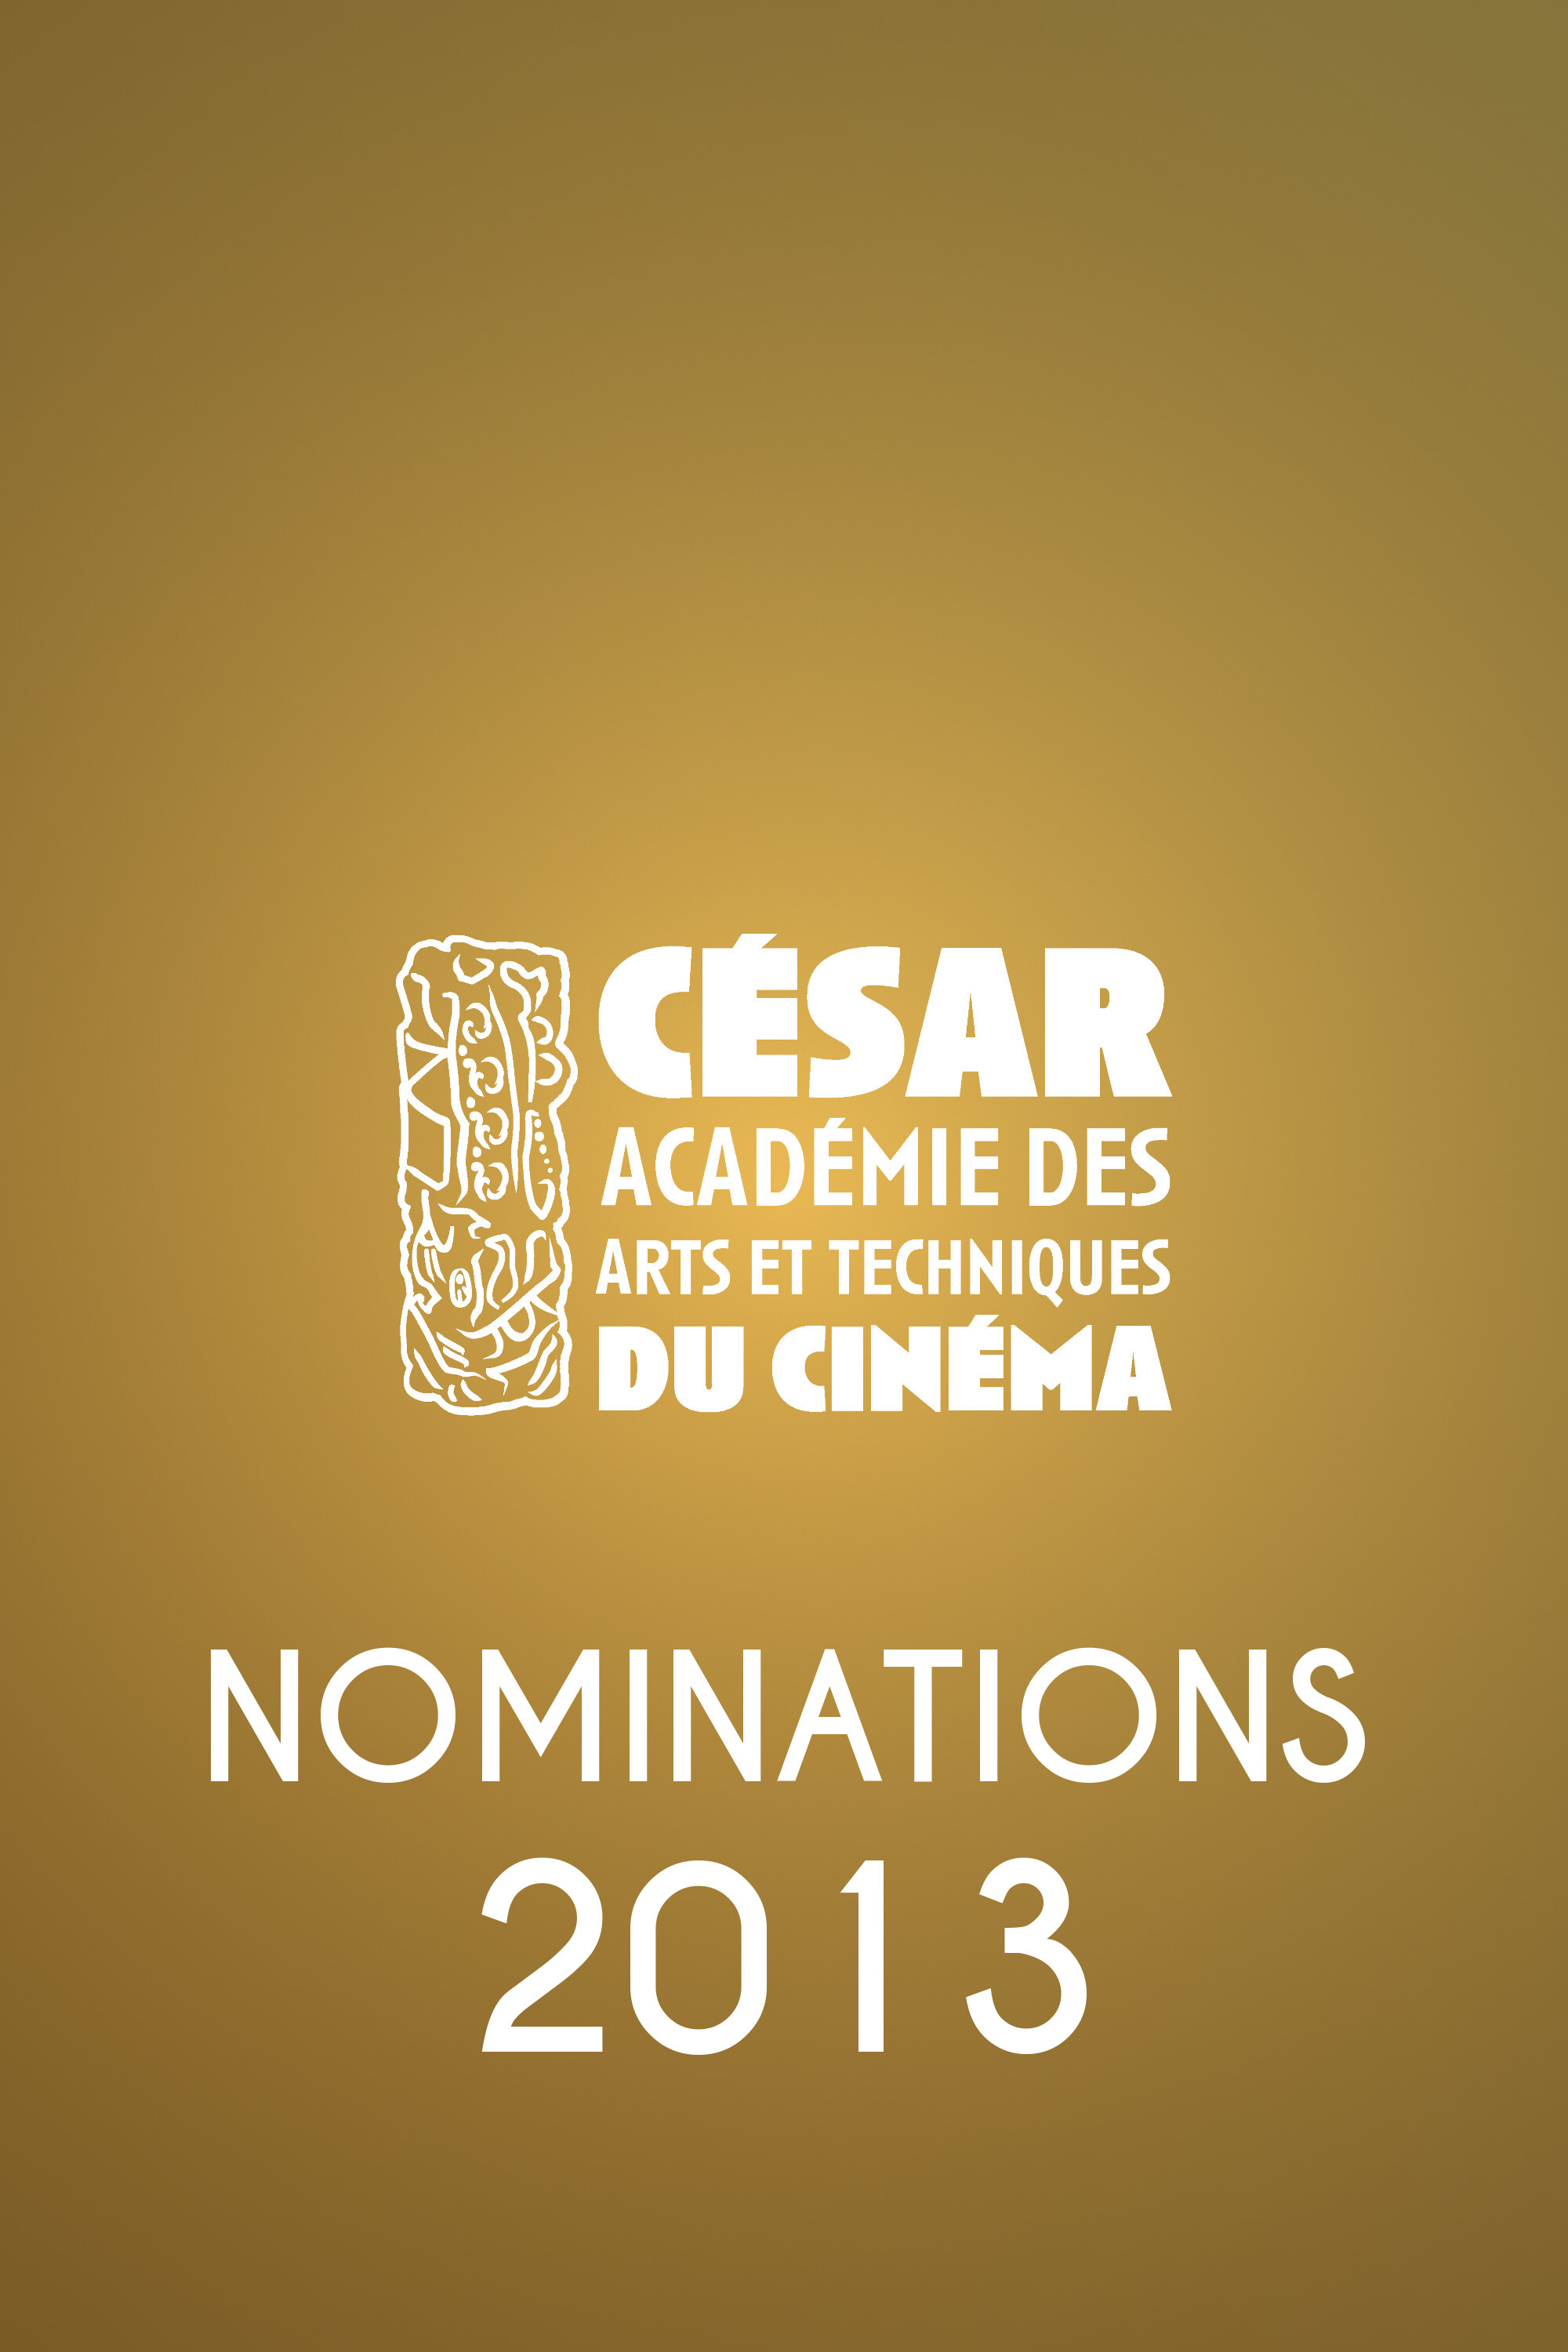 CÉSAR
ACADÉMIE DES
ARTS ET TECHNIQUES
DU CINÉMA
NOMINATIONS
2013